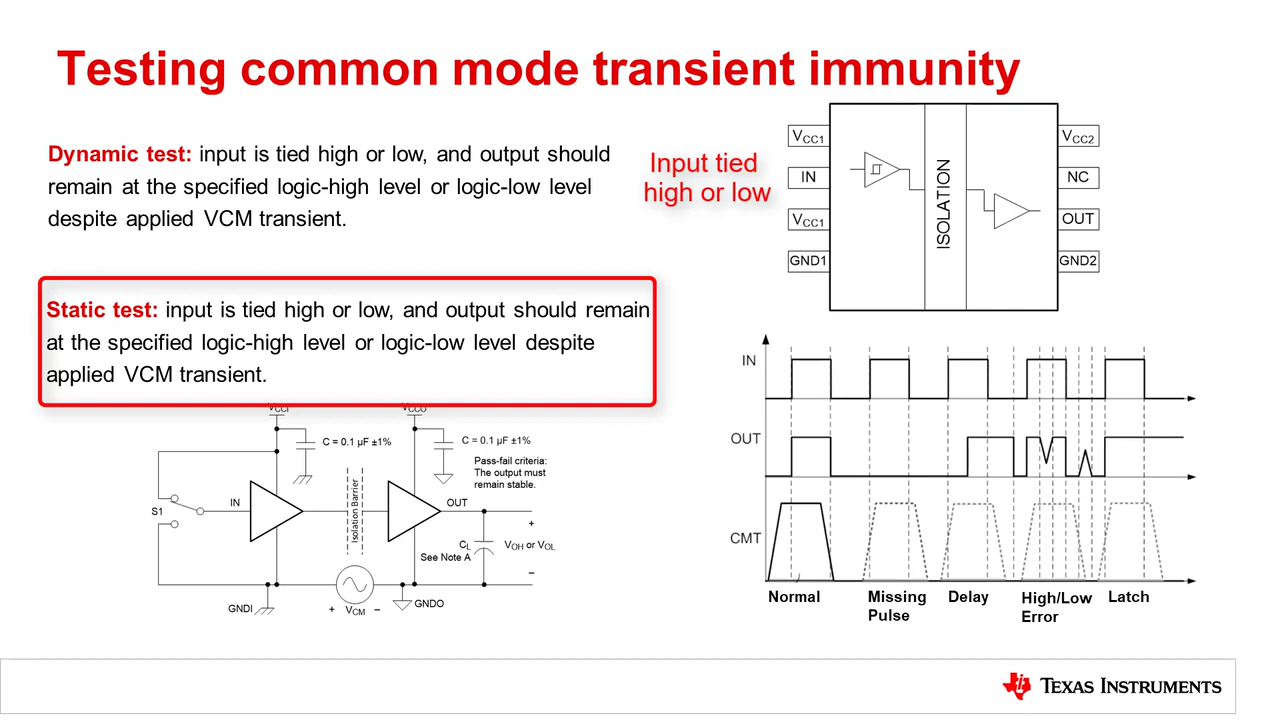 Testing common mode transient immunity
Dynamic test: input is tied high or low, and output should
remain at the specified logic-high level or logic-low level
despite applied VCM transient.
Static test: input is tied high or low, and output should remain
at the specified logic-high level or logic-low level despite
applied VCM transient.
Input tied
high or low
VCC1
IN
VCC1
GND1
ISOLATION
VCC2
NC
OUT
GND2
VCCI
VCCO
C = 0.1 µF ±1%
C = 0.1 µF ±1%
Pass-fail criteria:
The output must
remain stable.
S1
IN
Isolation Barrier
OUT
+
CL
See Note A
VOH or VOL
–
GNDI
+ VCM –
GNDO
IN
OUT
CMT
Normal
Missing
Pulse
Delay
High/Low
Error
Latch
TEXAS INSTRUMENTS